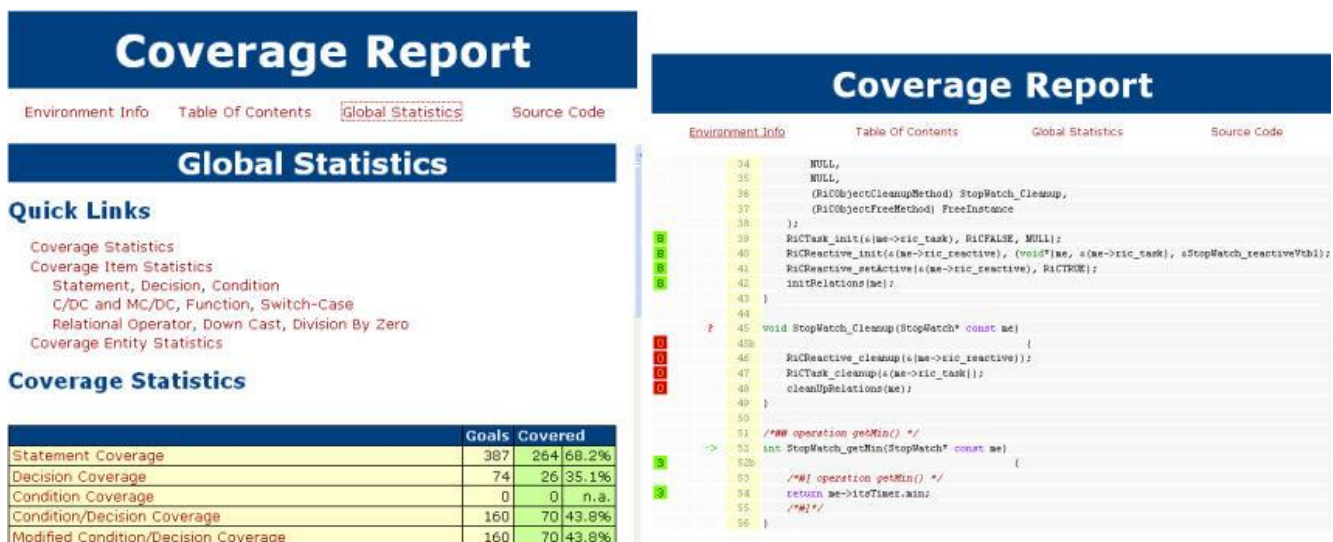 Coverage Report
Environment Info Table Of Contents Global Statistics Source Code
Global Statistics
Quick Links
Coverage Statistics
Coverage Item Statistics
Statement, Decision, Condition
C/DC and MC/DC, Function, Switch-Case
Relational Operator, Down Cast, Division By Zero
Coverage Entity Statistics
Coverage Statistics
Goals Covered
Statement Coverage 387 264 68.2%
Decision Coverage 74 26 35.1%
Condition Coverage 0 0 n.a.
Condition/Decision Coverage 160 70 43.8%
Modified Condition/Decision Coverage 160 70 43.8%
Coverage Report
Environment Info Table Of Contents Global Statistics Source Code
34 NULL,
35 NULL,
36 (RiCObjectCleanupMethod) StopWatch_Cleanup,
37 (RiCObjectFreeMethod) FreeInstance
38 );
8 39 RiCTask_init(&(me->ric_task), RiCFALSE, NULL);
8 40 RiCReactive_init(&(me->ric_reactive), (void*)me, &(me->ric_task), &StopWatch_reactiveVtbl);
8 41 RiCReactive_setActive(&(me->ric_reactive), RiCTRUE);
8 42 initRelations(me);
43 }
44
? 45 void StopWatch_Cleanup(StopWatch* const me)
0 45b {
0 46 RiCReactive_cleanup(&(me->ric_reactive));
0 47 RiCTask_cleanup(&(me->ric_task));
0 48 cleanUpRelations(me);
49 }
50
51 /*## operation getMin() */
-> 52 int StopWatch_getMin(StopWatch* const me)
3 52b {
53 /*#[ operation getMin() */
3 54 return me->itsTimer.min;
55 /*#]*/
56 }